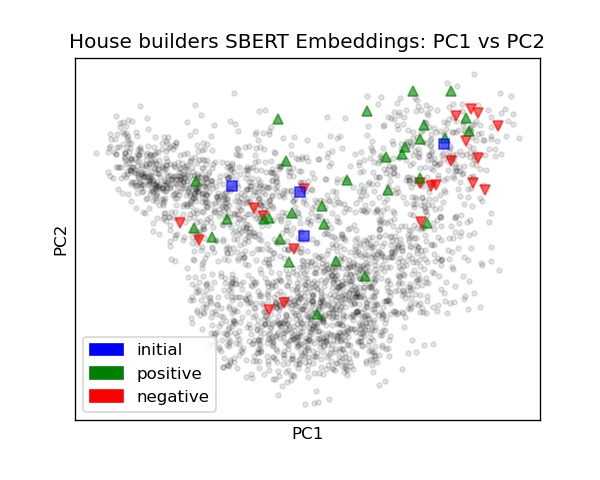 House builders SBERT Embeddings: PC1 vs PC2
PC2
initial
positive
negative
PC1